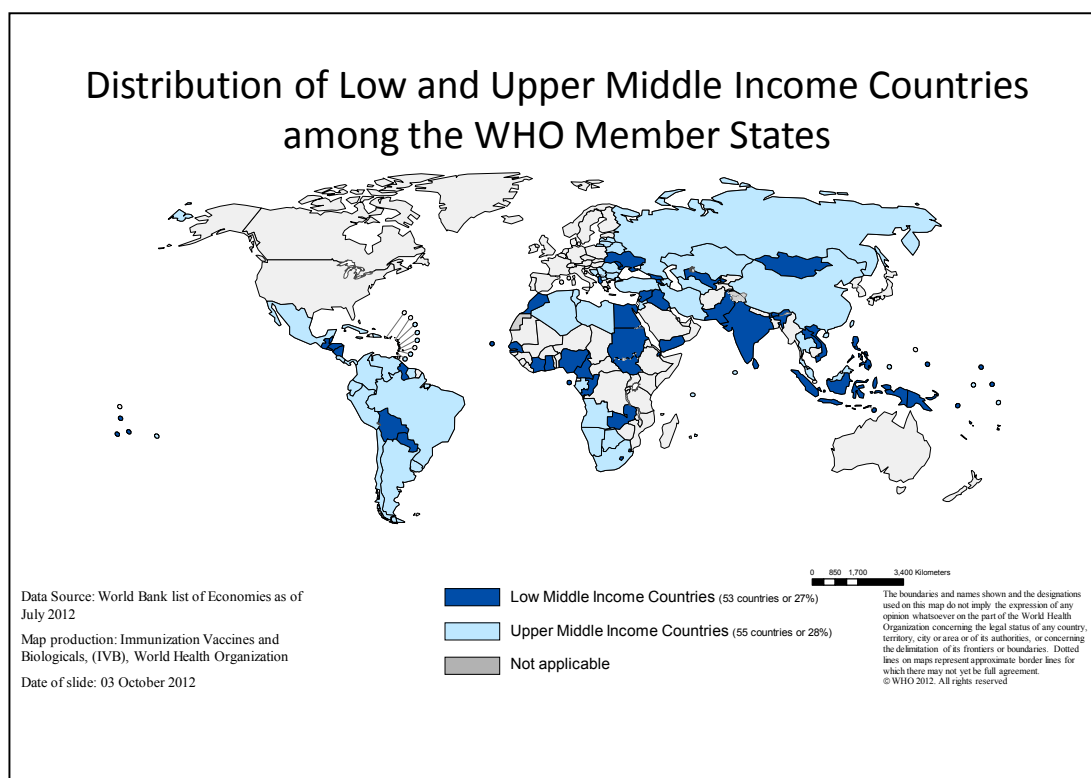 Distribution of Low and Upper Middle Income Countries
among the WHO Member States
0 850 1,700 3,400 Kilometers
Data Source: World Bank list of Economies as of
July 2012
Map production: Immunization Vaccines and
Biologicals, (IVB), World Health Organization
Date of slide: 03 October 2012
Low Middle Income Countries (53 countries or 27%)
Upper Middle Income Countries (55 countries or 28%)
Not applicable
The boundaries and names shown and the designations
used on this map do not imply the expression of any
opinion whatsoever on the part of the World Health
Organization concerning the legal status of any country,
territory, city or area or of its authorities, or concerning
the delimitation of its frontiers or boundaries. Dotted
lines on maps represent approximate border lines for
which there may not yet be full agreement.
© WHO 2012. All rights reserved